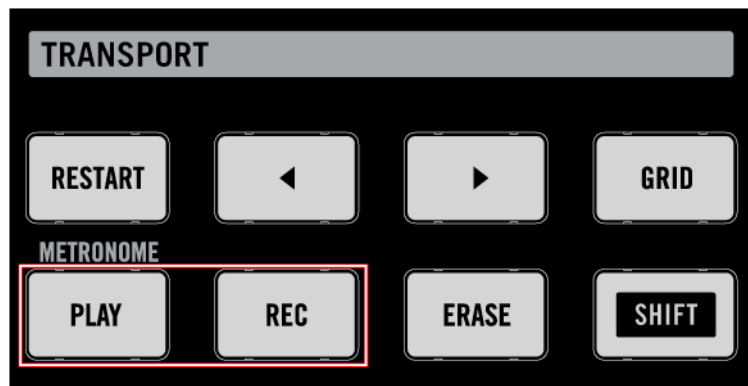 TRANSPORT
RESTART
GRID
METRONOME
PLAY REC ERASE SHIFT